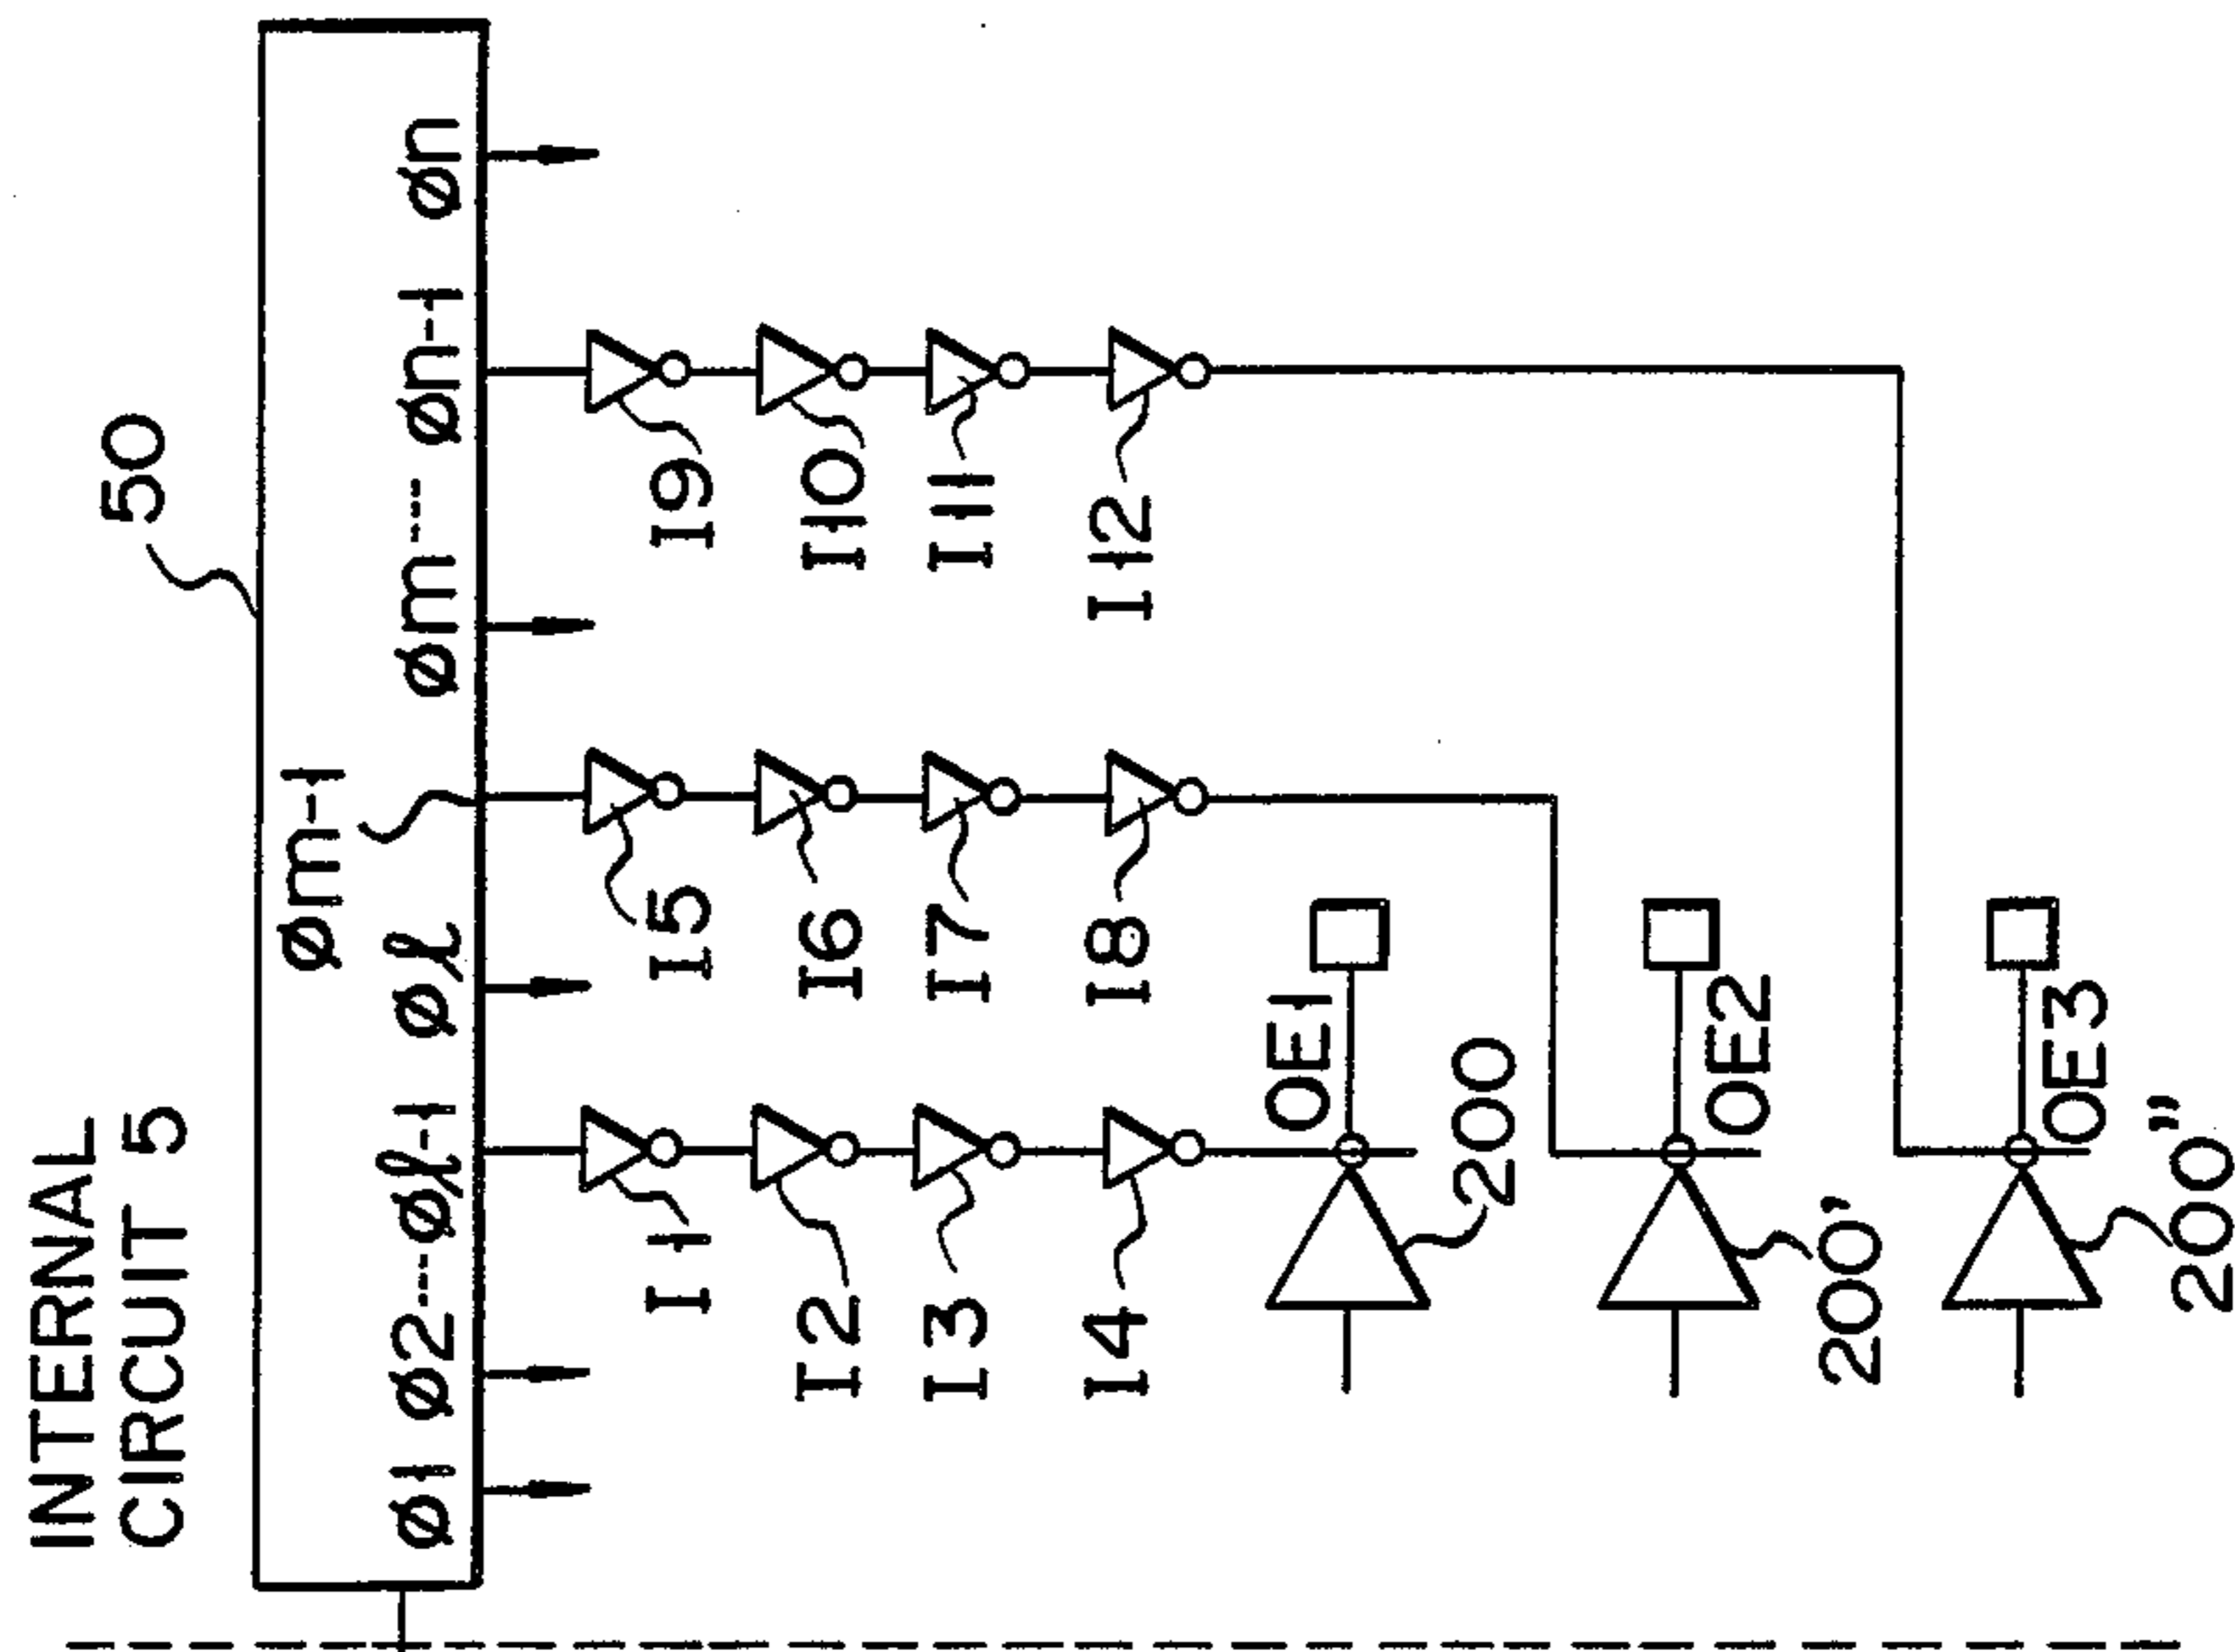 INTERNAL
CIRCUIT 5
50
øm-1
ø1 ø2---øℓ-1 øℓ øm---- øn-1 øn
I1 I5 I9
I2 I6 I10
I3 I7 I11
I4 I8 I12
OE1
200
OE2
200'
OE3
200"